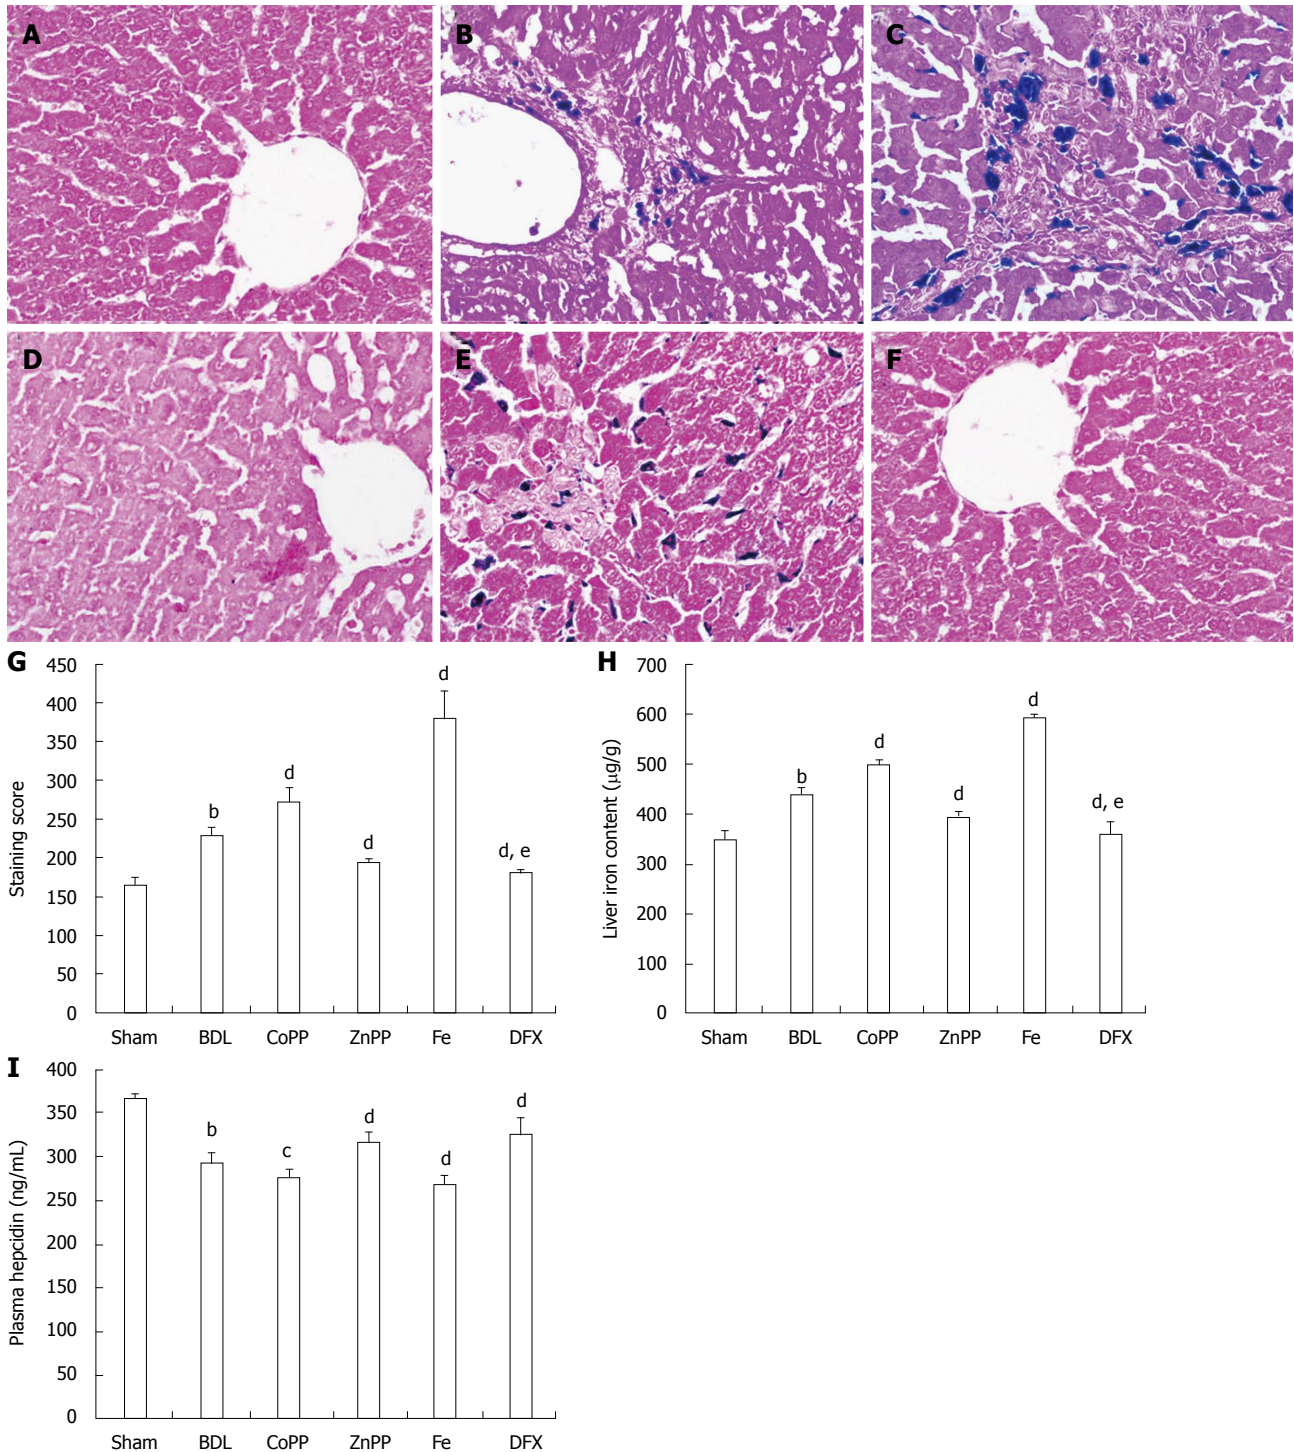 A B C
D E F
G
Staining score
450
400
350
300
250
200
150
100
50
0
b d d d d, e
Sham BDL CoPP ZnPP Fe DFX
H
Liver iron content (µg/g)
700
600
500
400
300
200
100
0
b d d d d, e
Sham BDL CoPP ZnPP Fe DFX
I
Plasma hepcidin (ng/mL)
400
350
300
250
200
150
100
50
0
b c d d d
Sham BDL CoPP ZnPP Fe DFX